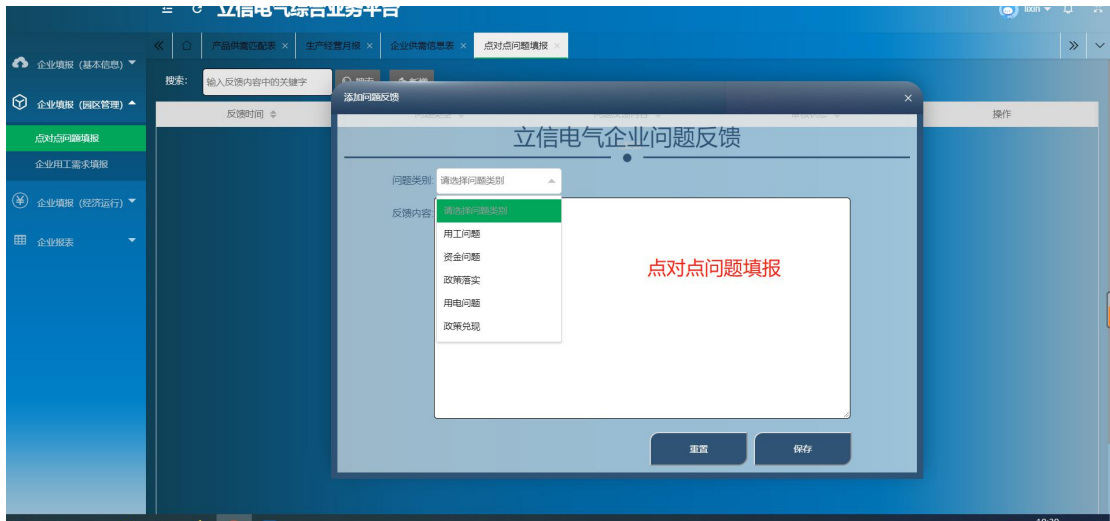 立信电气综合业务平台
lixin
产品供需匹配表 × 生产经营月报 × 企业供需信息表 × 点对点问题填报 ×
企业填报 (基本信息)
企业填报 (园区管理)
点对点问题填报
企业用工需求填报
企业填报 (经济运行)
企业报表
搜索: 输入反馈内容中的关键字 搜索 新增
反馈时间 操作
添加问题反馈 ×
立信电气企业问题反馈
问题类别: 请选择问题类别
反馈内容:
请选择问题类别
用工问题
资金问题
政策落实
用电问题
政策兑现
点对点问题填报
重置 保存